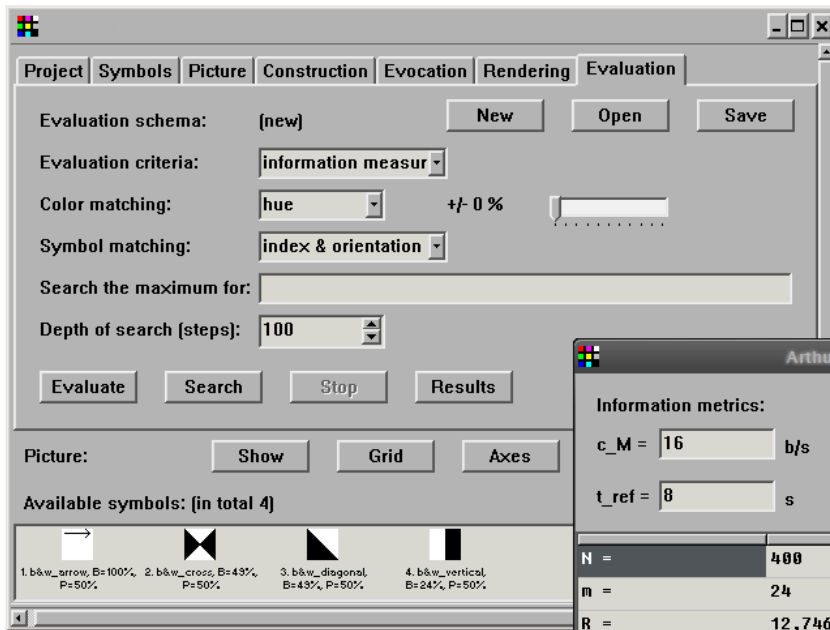 Project Symbols Picture Construction Evocation Rendering Evaluation
Evaluation schema: (new) New Open Save
Evaluation criteria: information measur
Color matching: hue +/- 0 %
Symbol matching: index & orientation
Search the maximum for:
Depth of search (steps): 100
Evaluate Search Stop Results
Arthu
Information metrics:
c_M = 16 b/s
t_ref = 8 s
N = 400
m = 24
R = 12,746
Picture: Show Grid Axes
Available symbols: (in total 4)
1. b&w_arrow, B=100%, P=50%
2. b&w_cross, B=49%, P=50%
3. b&w_diagonal, B=49%, P=50%
4. b&w_vertical, B=24%, P=50%